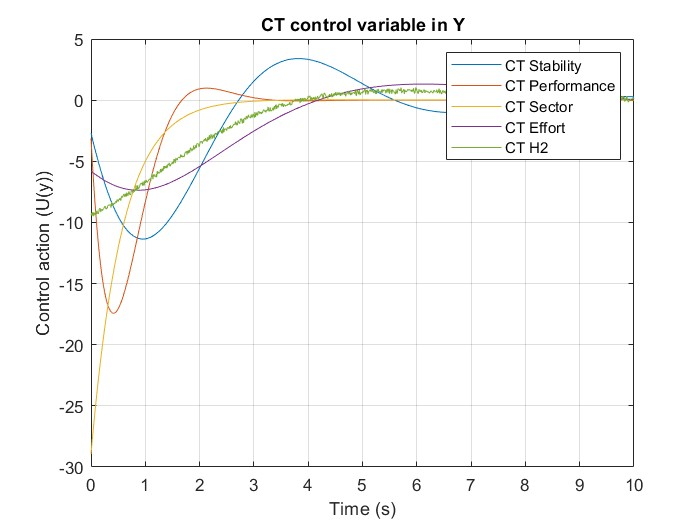 CT control variable in Y
5
0
-5
-10
-15
-20
-25
-30
Control action (U(y))
CT Stability
CT Performance
CT Sector
CT Effort
CT H2
0 1 2 3 4 5 6 7 8 9 10
Time (s)